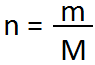 n = m/M